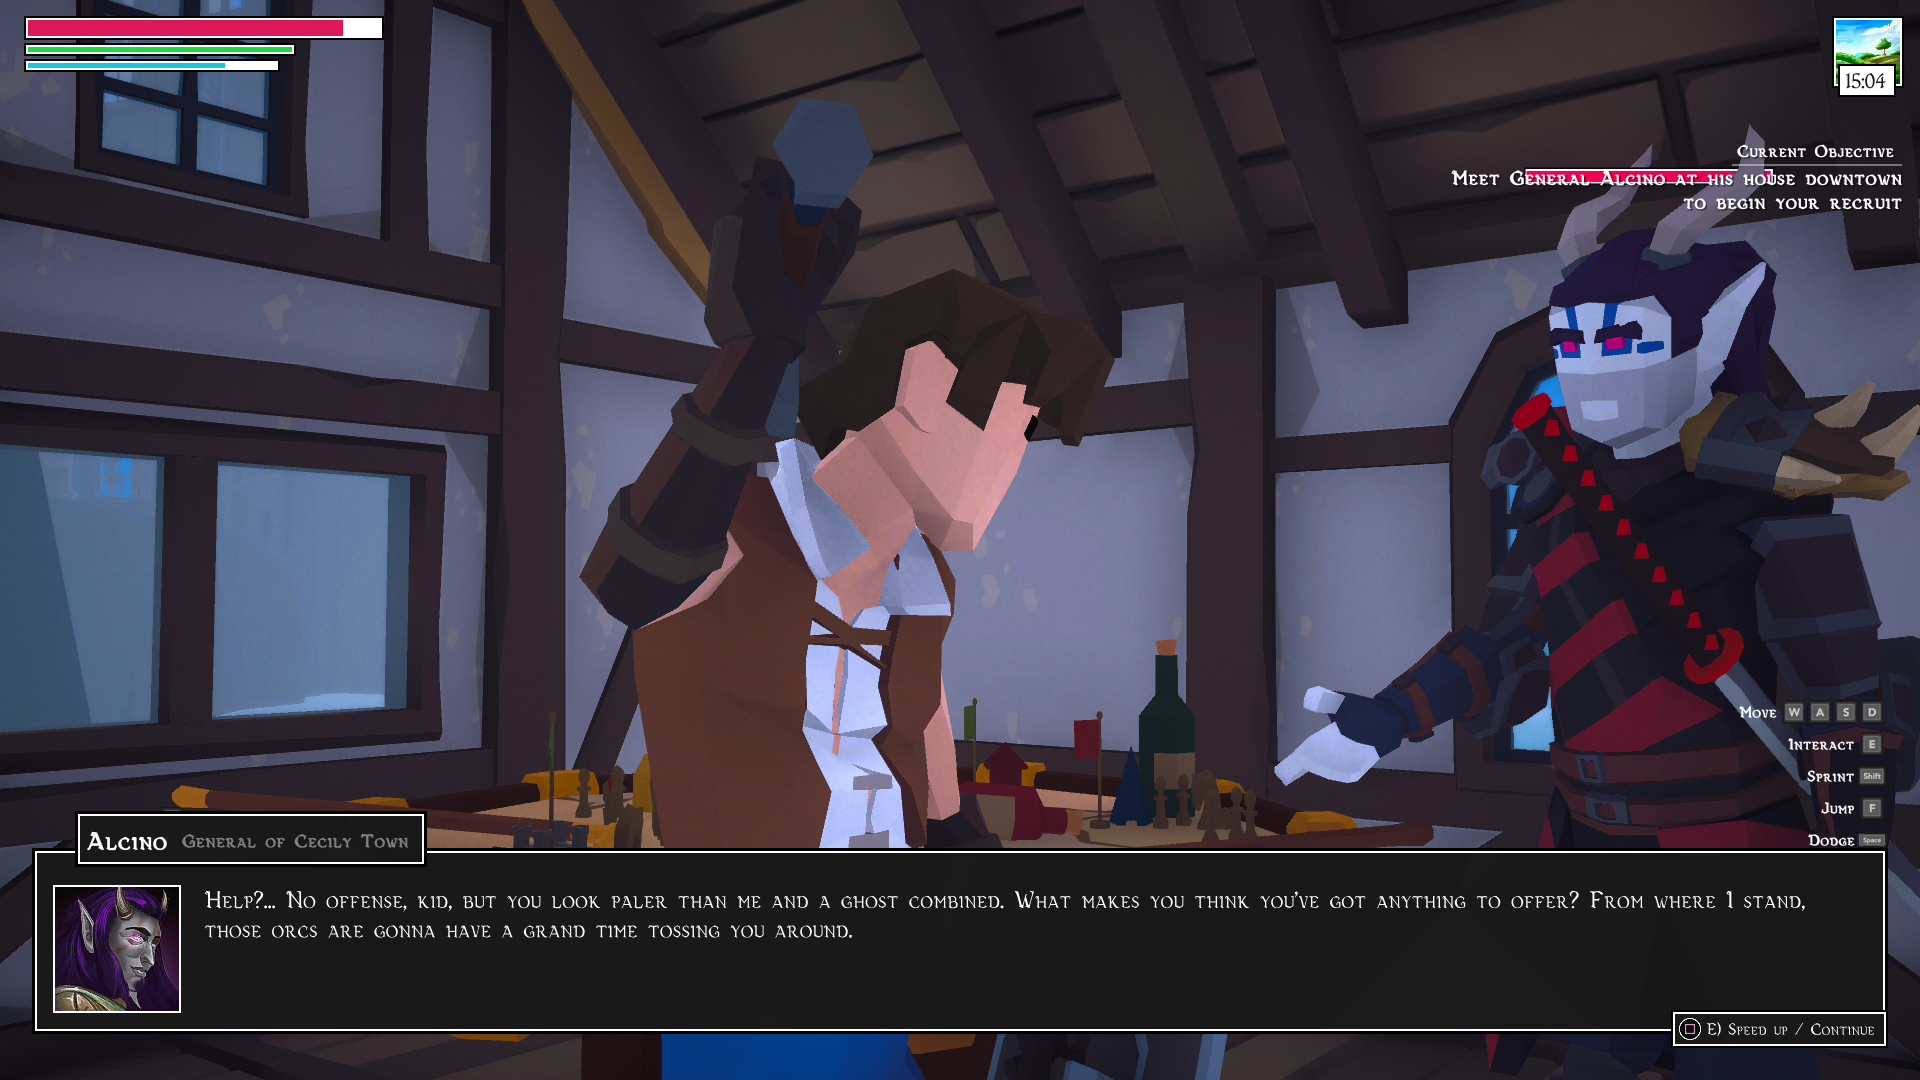 15:04
Current Objective
Meet General Alcino at his house downtown
to begin your recruit
Move W A S D
Interact E
Sprint Shift
Jump F
Dodge Space
Alcino General of Cecily Town
Help?... No offense, kid, but you look paler than me and a ghost combined. What makes you think you've got anything to offer? From where I stand,
those orcs are gonna have a grand time tossing you around.
E) Speed up / Continue